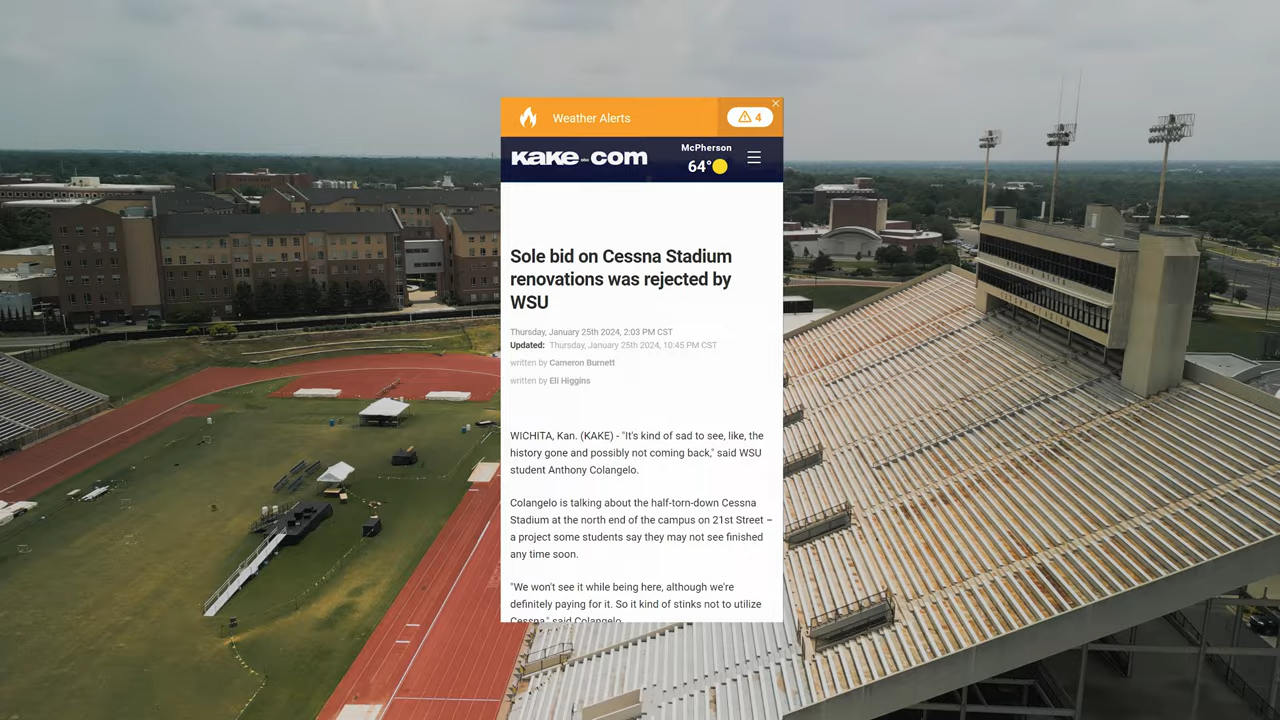 Weather Alerts
4
KAKE abc .COM
McPherson
64°
Sole bid on Cessna Stadium
renovations was rejected by
WSU
Thursday, January 25th 2024, 2:03 PM CST
Updated: Thursday, January 25th 2024, 10:45 PM CST
written by Cameron Burnett
written by Eli Higgins
WICHITA, Kan. (KAKE) - "It's kind of sad to see, like, the
history gone and possibly not coming back," said WSU
student Anthony Colangelo.
Colangelo is talking about the half-torn-down Cessna
Stadium at the north end of the campus on 21st Street –
a project some students say they may not see finished
any time soon.
"We won't see it while being here, although we're
definitely paying for it. So it kind of stinks not to utilize
Cessna," said Colangelo.
CESSNA STADIUM